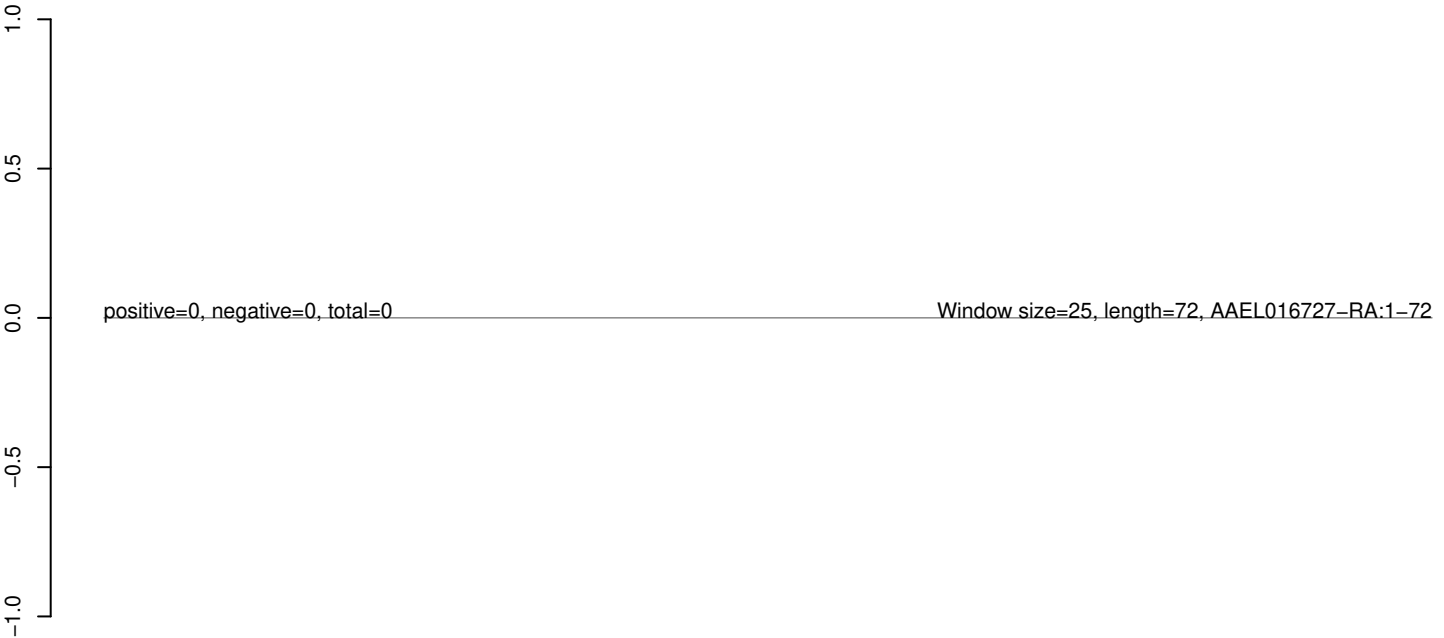 1.0
0.5
0.0
−0.5
−1.0
positive=0, negative=0, total=0
Window size=25, length=72, AAEL016727−RA:1−72